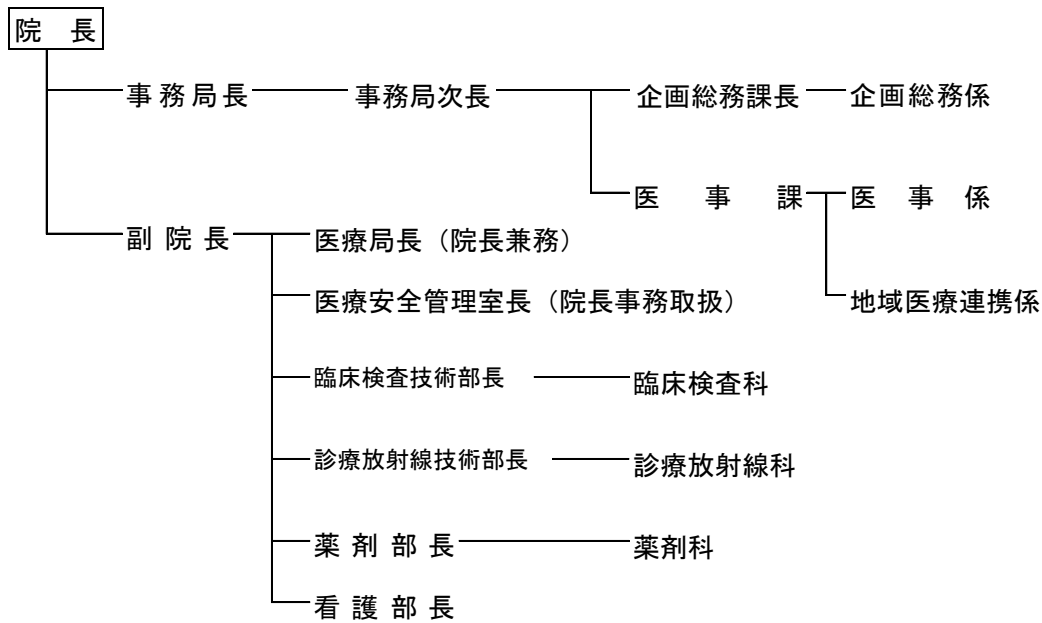 院長
事務局長 事務局次長 企画総務課長 企画総務係
医事課 医事係
副院長 医療局長（院長兼務）
医療安全管理室長（院長事務取扱） 地域医療連携係
臨床検査技術部長 臨床検査科
診療放射線技術部長 診療放射線科
薬剤部長 薬剤科
看護部長